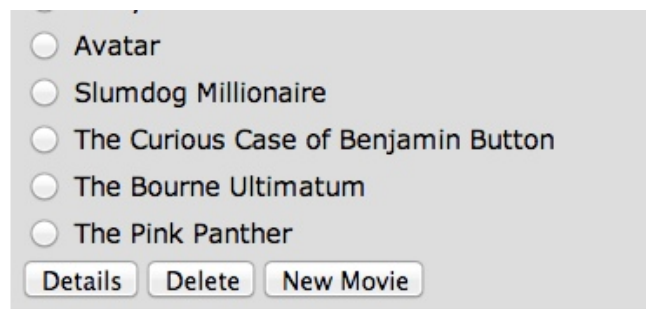 Avatar
Slumdog Millionaire
The Curious Case of Benjamin Button
The Bourne Ultimatum
The Pink Panther
Details Delete New Movie